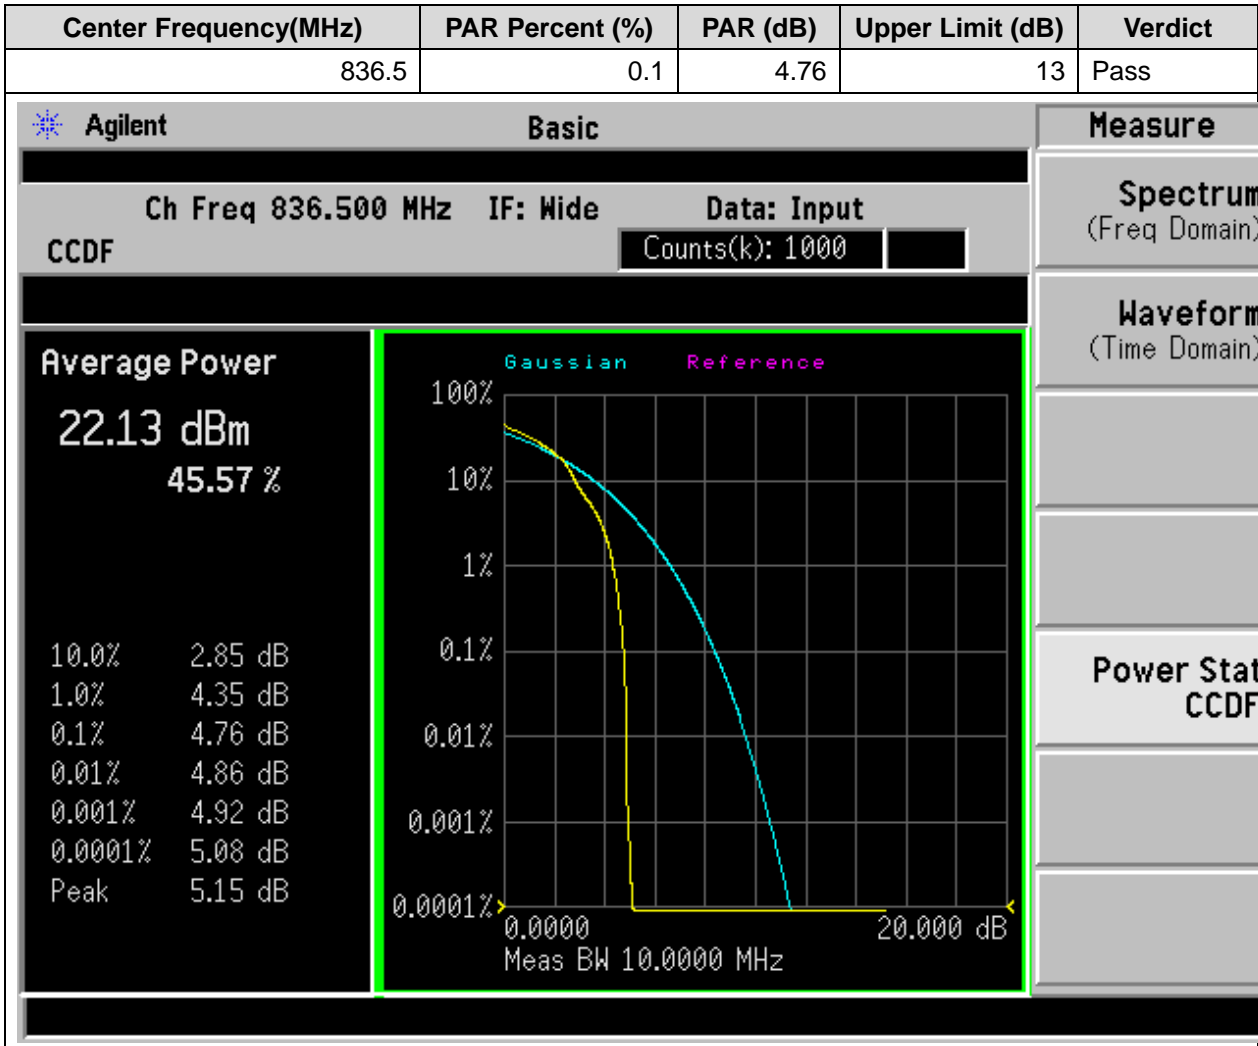 Center Frequency(MHz) PAR Percent (%) PAR (dB) Upper Limit (dB) Verdict
836.5 0.1 4.76 13 Pass
Agilent Basic Measure
Ch Freq 836.500 MHz IF: Wide Data: Input
CCDF Counts(k): 1000
Spectrum
(Freq Domain)
Waveform
(Time Domain)
Power Stat
CCDF
Average Power
22.13 dBm
45.57 %
10.0% 2.85 dB
1.0% 4.35 dB
0.1% 4.76 dB
0.01% 4.86 dB
0.001% 4.92 dB
0.0001% 5.08 dB
Peak 5.15 dB
Gaussian Reference
100%
10%
1%
0.1%
0.01%
0.001%
0.0001%
0.0000 20.000 dB
Meas BW 10.0000 MHz